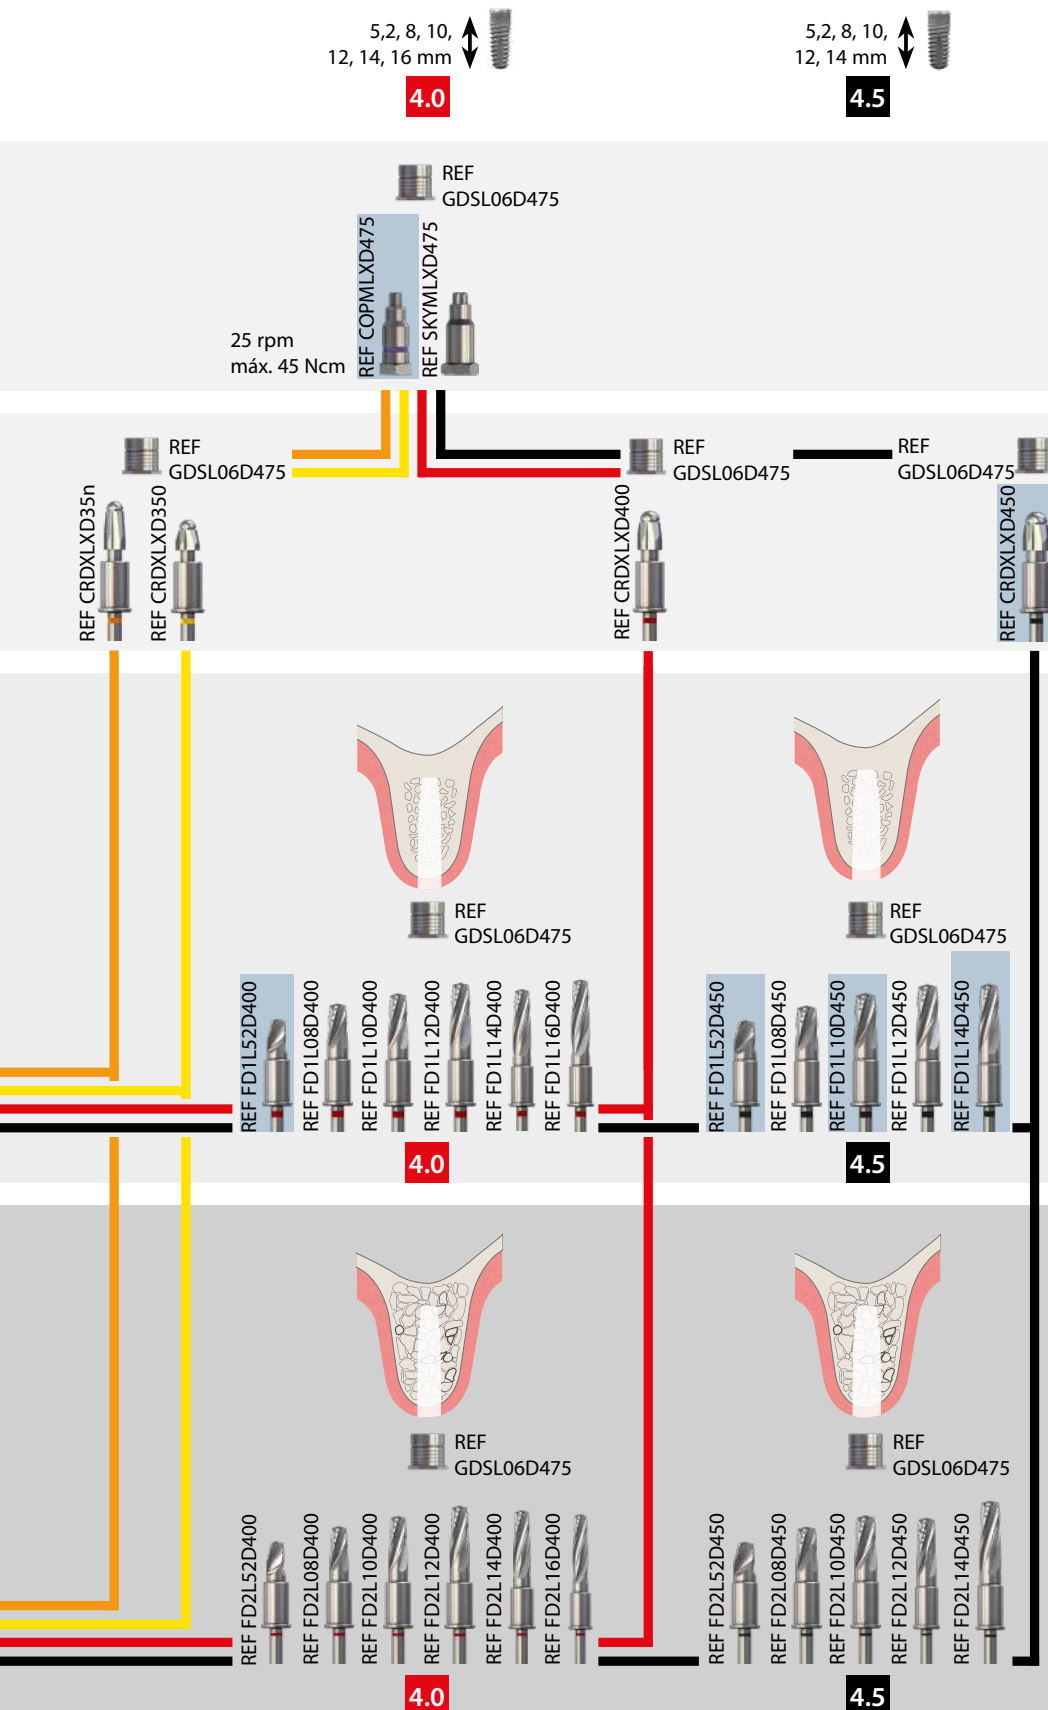 5,2, 8, 10,
12, 14, 16 mm
4.0
5,2, 8, 10,
12, 14 mm
4.5
REF
GDSL06D475
REF COPMLXD475
REF SKYMLXD475
25 rpm
máx. 45 Ncm
REF
GDSL06D475
REF
GDSL06D475
REF
GDSL06D475
REF CRDXLXD35n
REF CRDXLXD350
REF CRDXLXD400
REF CRDXLXD450
REF
GDSL06D475
REF
GDSL06D475
REF FD1L52D400
REF FD1L08D400
REF FD1L10D400
REF FD1L12D400
REF FD1L14D400
REF FD1L16D400
REF FD1L52D450
REF FD1L08D450
REF FD1L10D450
REF FD1L12D450
REF FD1L14D450
4.0
4.5
REF
GDSL06D475
REF
GDSL06D475
REF FD2L52D400
REF FD2L08D400
REF FD2L10D400
REF FD2L12D400
REF FD2L14D400
REF FD2L16D400
REF FD2L52D450
REF FD2L08D450
REF FD2L10D450
REF FD2L12D450
REF FD2L14D450
4.0
4.5